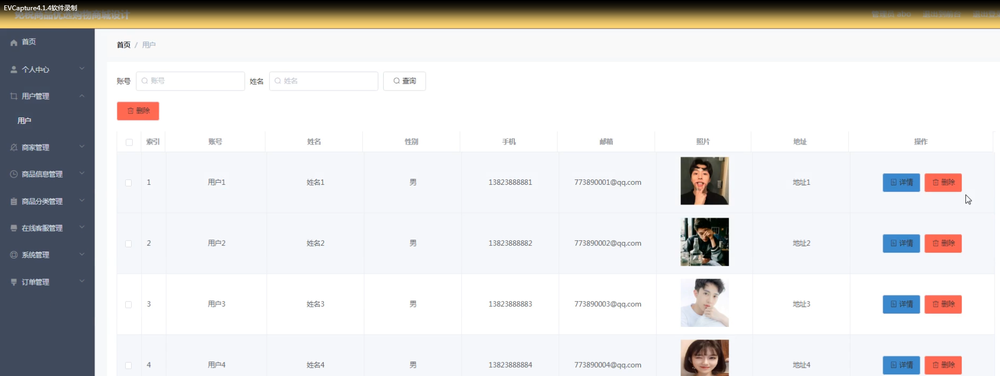 EVCapture4.1.4软件录制
免税商品优选购物商城设计
管理员 abo 退出到前台 退出登
首页
个人中心
用户管理
用户
商家管理
商品信息管理
商品分类管理
在线客服管理
系统管理
订单管理
首页 / 用户
账号 账号 姓名 姓名 查询
删除
索引 账号 姓名 性别 手机 邮箱 照片 地址 操作
1 用户1 姓名1 男 13823888881 773890001@qq.com 地址1 详情 删除
2 用户2 姓名2 男 13823888882 773890002@qq.com 地址2 详情 删除
3 用户3 姓名3 男 13823888883 773890003@qq.com 地址3 详情 删除
4 用户4 姓名4 男 13823888884 773890004@qq.com 地址4 详情 删除